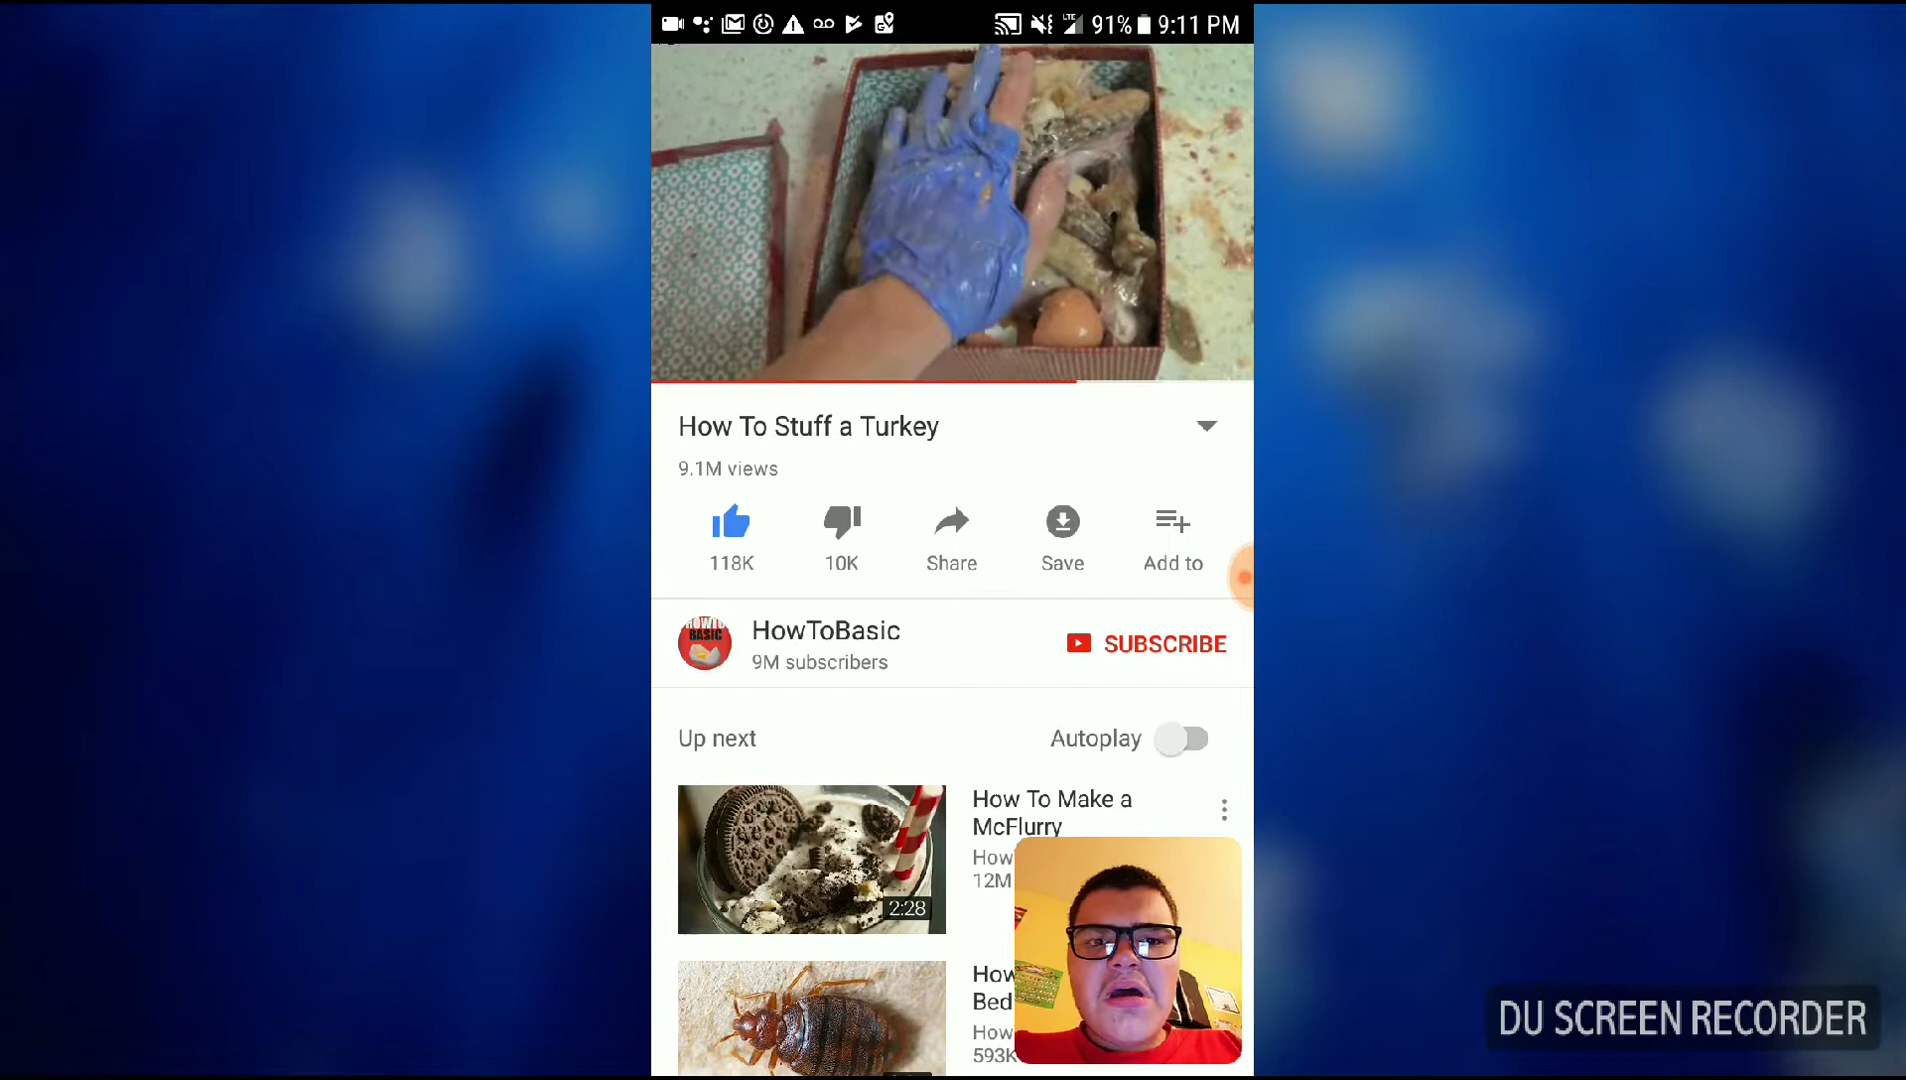 91% 9:11 PM
How To Stuff a Turkey
9.1M views
118K
10K
Share
Save
Add to
HOWTO
BASIC
HowToBasic
9M subscribers
SUBSCRIBE
Up next
Autoplay
2:28
How To Make a
McFlurry
How
12M
How
Bed
How
593K
DU SCREEN RECORDER